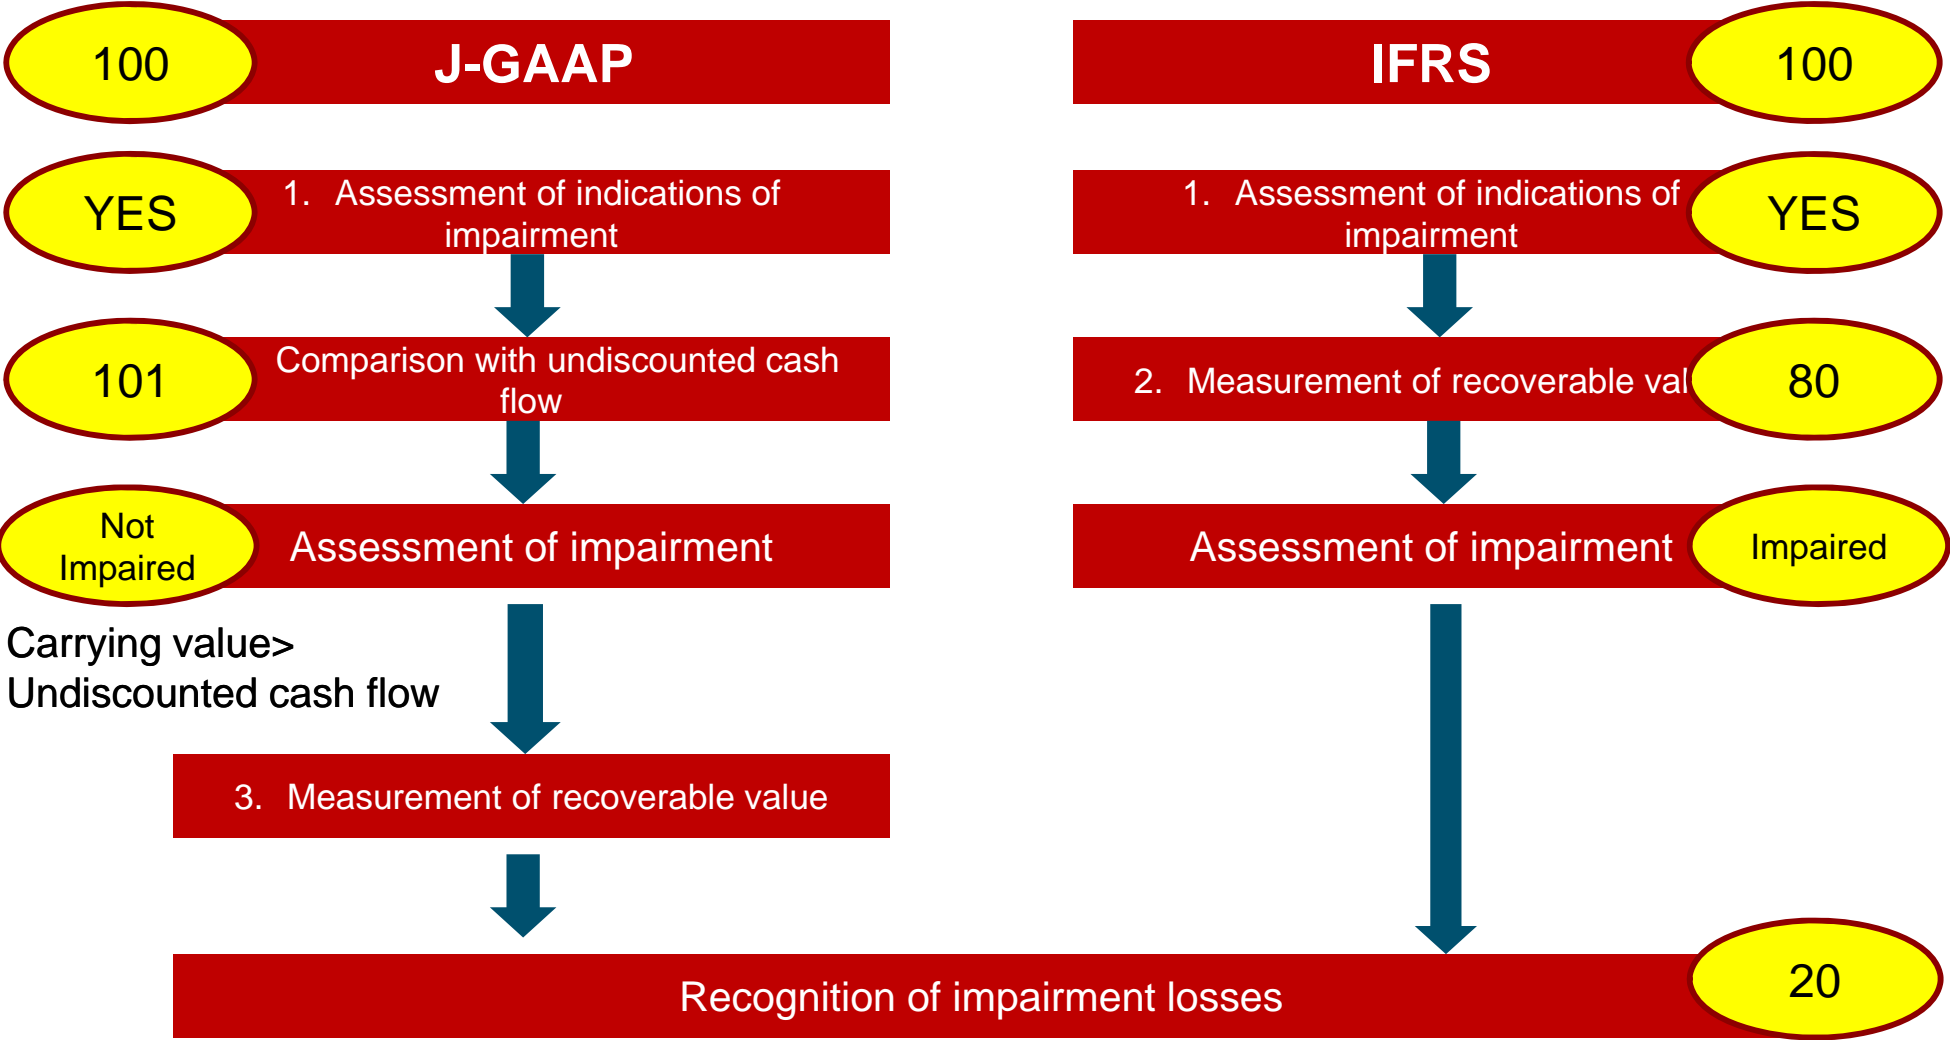 100
J-GAAP
IFRS
100
YES
1. Assessment of indications of
impairment
1. Assessment of indications of
impairment
YES
101
Comparison with undiscounted cash
flow
2. Measurement of recoverable val
80
Not
Impaired
Assessment of impairment
Assessment of impairment
Impaired
Carrying value>
Undiscounted cash flow
3. Measurement of recoverable value
Recognition of impairment losses
20